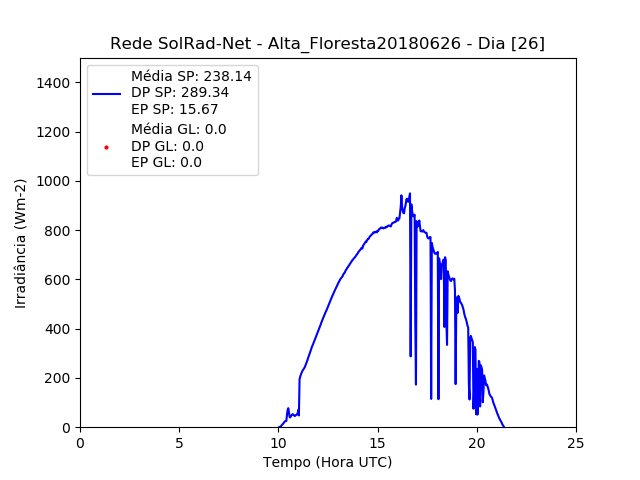 Rede SolRad-Net - Alta_Floresta20180626 - Dia [26]
Média SP: 238.14
DP SP: 289.34
EP SP: 15.67
Média GL: 0.0
DP GL: 0.0
EP GL: 0.0
1400
1200
1000
800
600
400
200
0
Irradiância (Wm-2)
0 5 10 15 20 25
Tempo (Hora UTC)